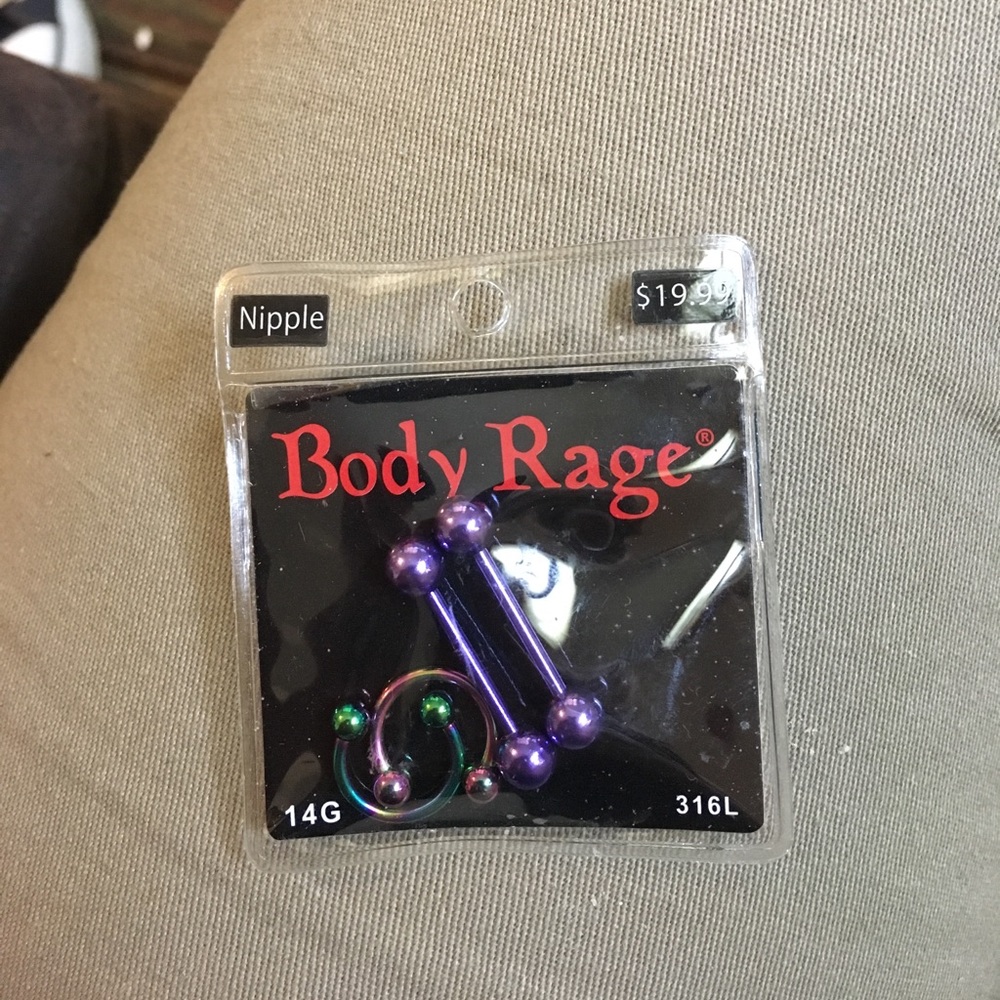 Nipple
$19.99
Body Rage®
14G
316L